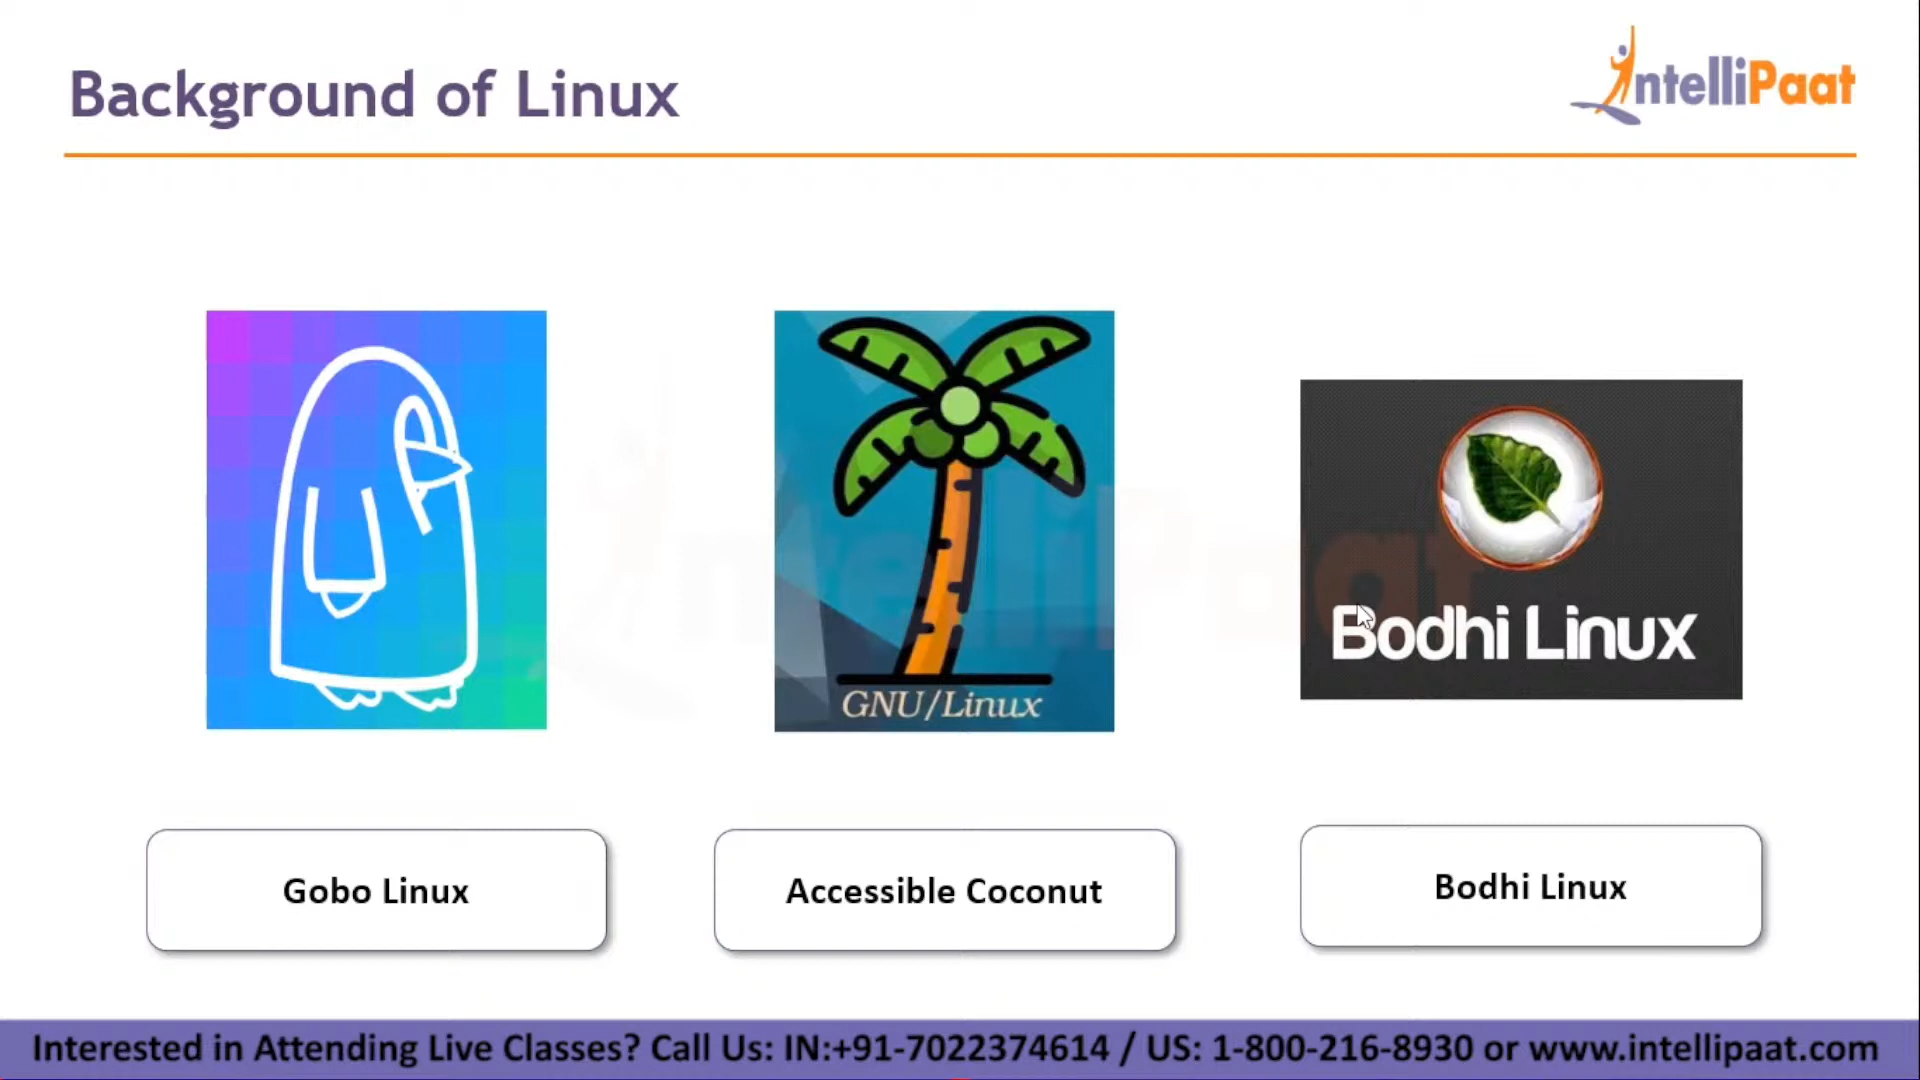 Background of Linux
IntelliPaat
IntelliPaat
GNU/Linux
Bodhi Linux
Gobo Linux
Accessible Coconut
Bodhi Linux
Interested in Attending Live Classes? Call Us: IN:+91-7022374614 / US: 1-800-216-8930 or www.intellipaat.com